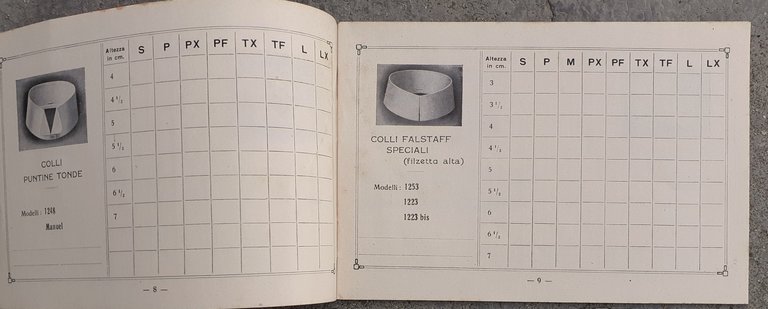 Altezza in cm. S P PX PF TX TF L LX
4
4 1/2
5
5 1/2
6
6 1/2
7
COLLI
PUNTINE TONDE
Modelli: 1248
Manuel
— 8 —
Altezza in cm. S P M PX PF TX TF L LX
3
3 1/2
4
4 1/2
5
5 1/2
6
6 1/2
7
COLLI FALSTAFF
SPECIALI
(filzetta alta)
Modelli: 1253
1223
1223 bis
— 9 —